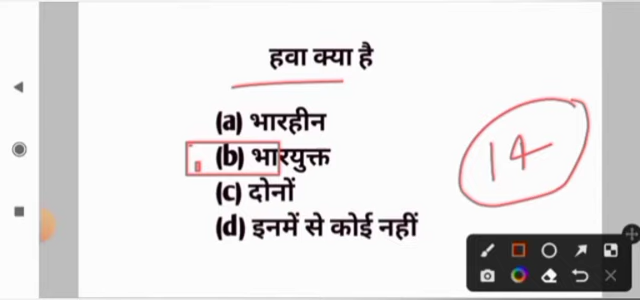 हवा क्या है
(a) भारहीन
(b) भारयुक्त
(c) दोनों
(d) इनमें से कोई नहीं
14